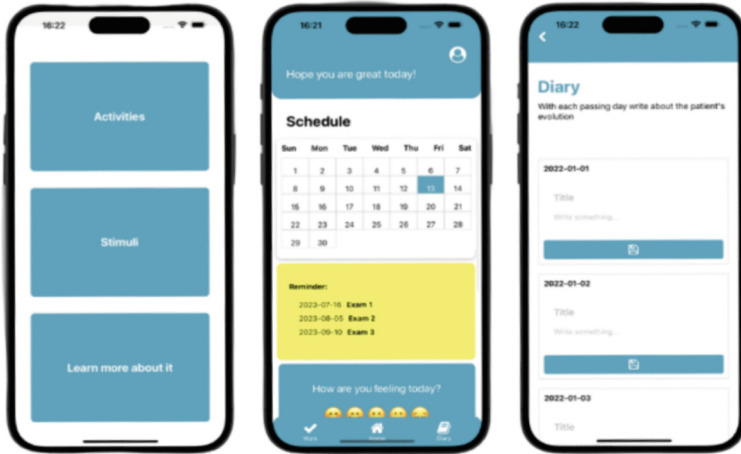 16:22
Activities
Stimuli
Learn more about it
16:21
Hope you are great today!
Schedule
Sun Mon Tue Wed Thu Fri Sat
1 2 3 4 5 6 7
8 9 10 11 12 13 14
15 16 17 18 19 20 21
22 23 24 25 26 27 28
29 30
Reminder:
2023-07-16 Exam 1
2023-08-05 Exam 2
2023-09-10 Exam 3
How are you feeling today?
Home
Diary
16:22
Diary
With each passing day write about the patient's
evolution
2022-01-01
Title
Write something...
2022-01-02
Title
Write something...
2022-01-03
Title